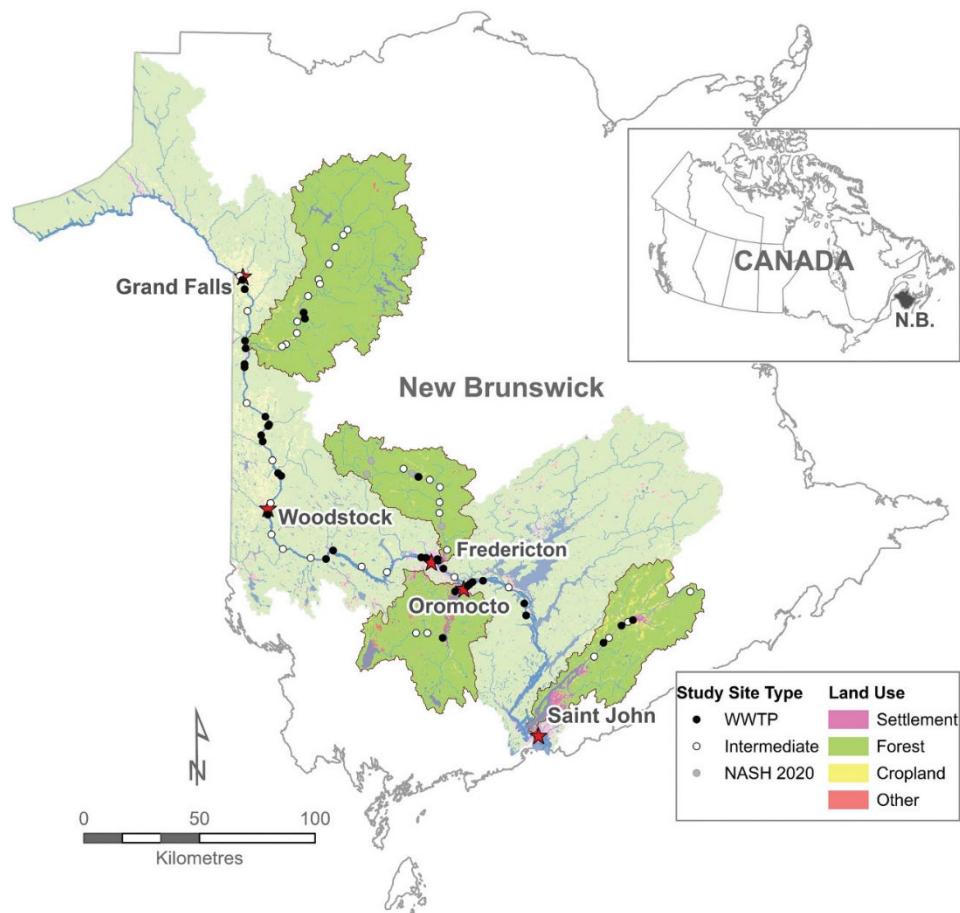 CANADA
N.B.
Grand Falls
New Brunswick
Woodstock
Fredericton
Oromocto
Saint John
Study Site Type
WWTP
Intermediate
NASH 2020
Land Use
Settlement
Forest
Cropland
Other
N
0 50 100
Kilometres